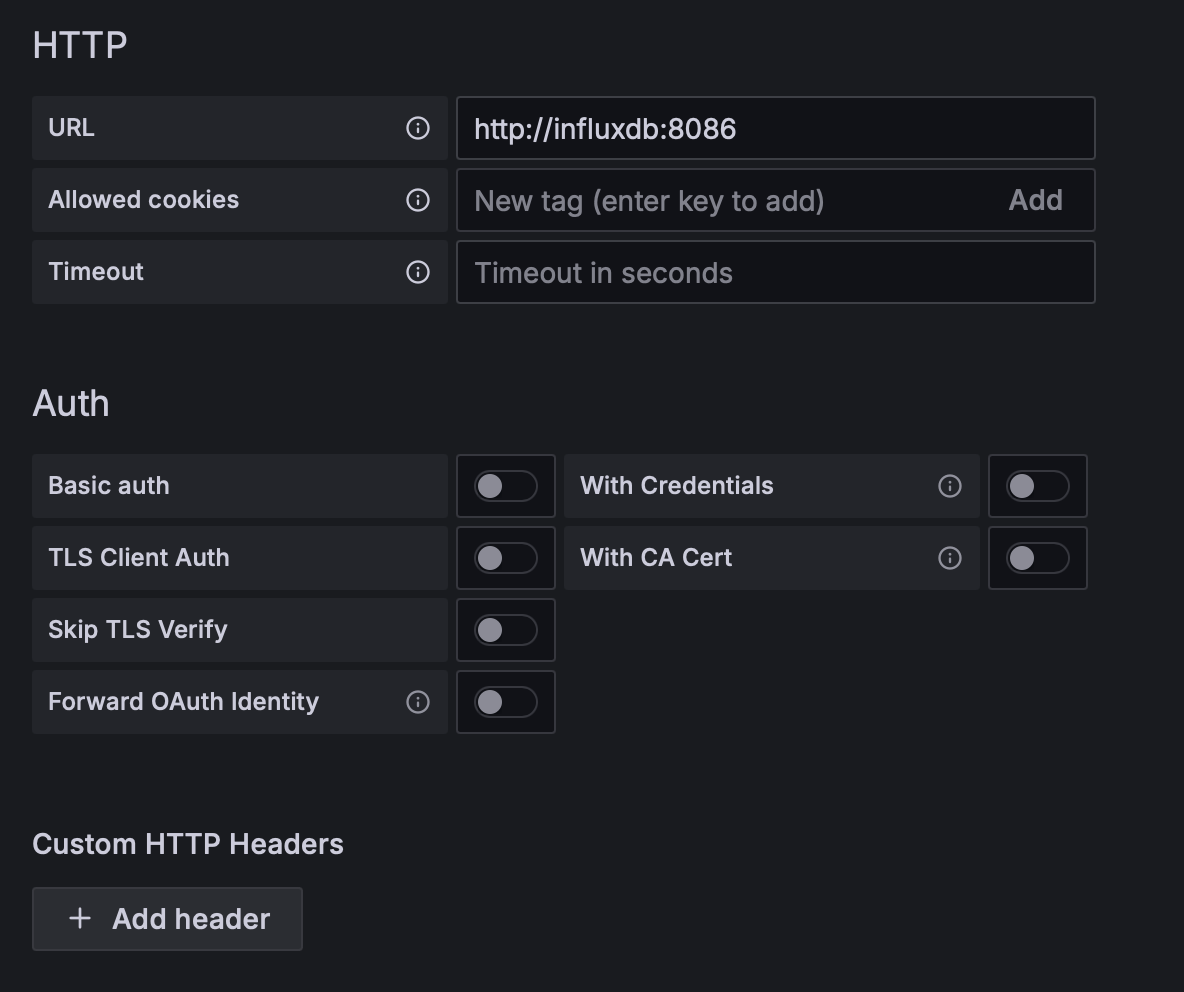 HTTP
URL
http://influxdb:8086
Allowed cookies
New tag (enter key to add)
Add
Timeout
Timeout in seconds
Auth
Basic auth
With Credentials
TLS Client Auth
With CA Cert
Skip TLS Verify
Forward OAuth Identity
Custom HTTP Headers
+ Add header